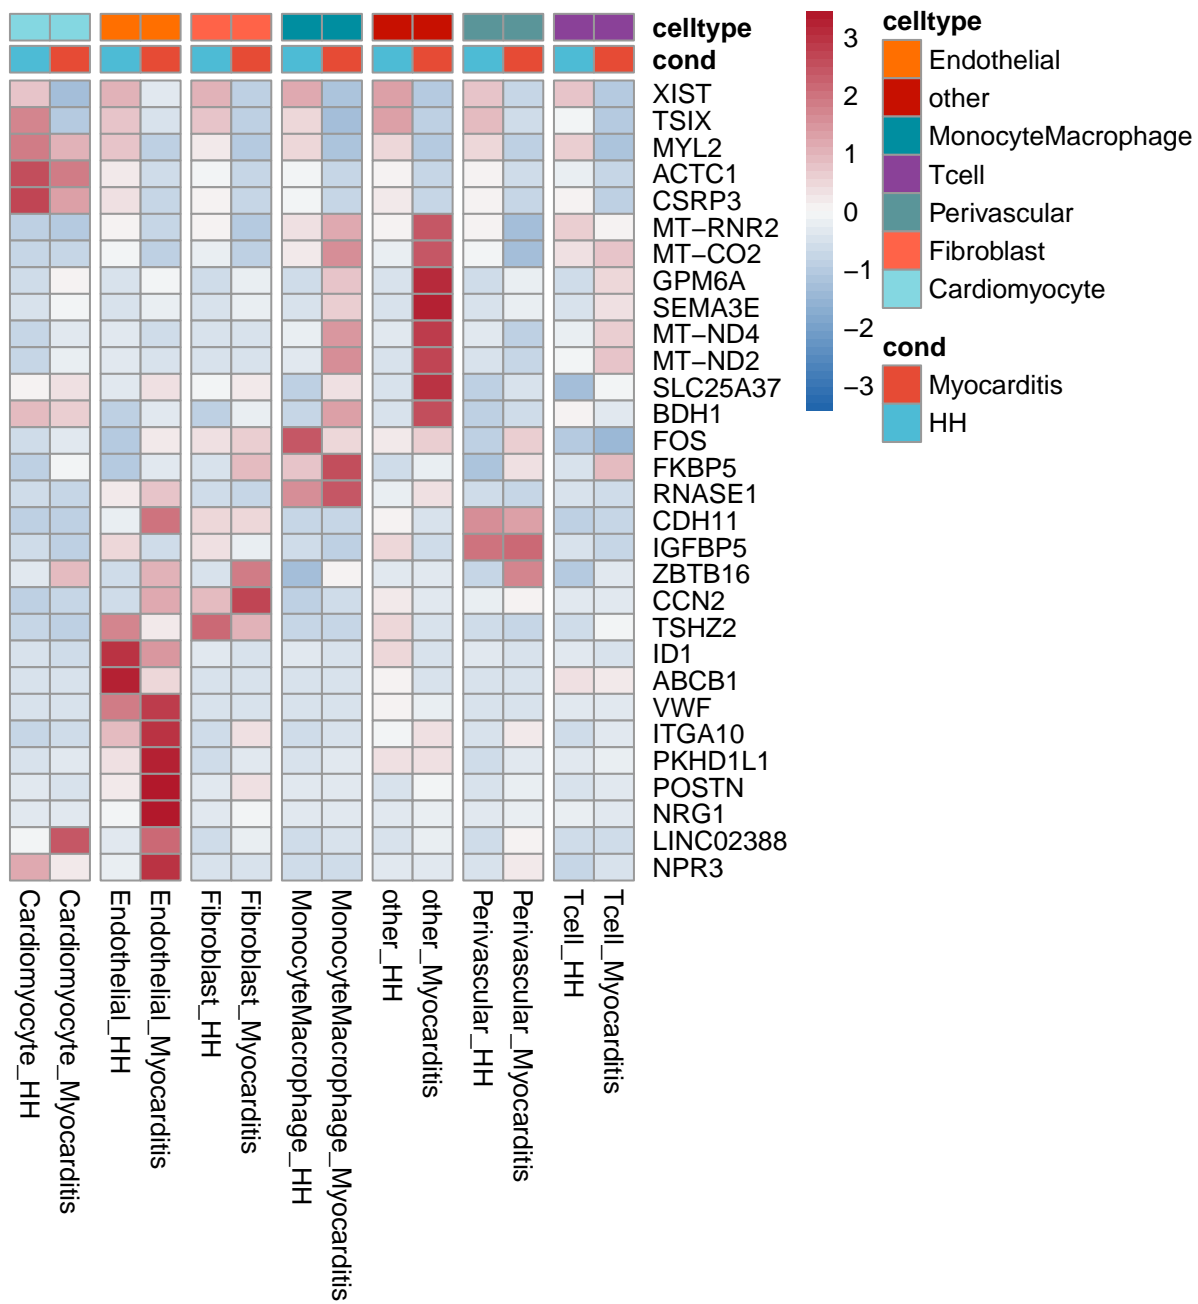 celltype
cond
XIST
TSIX
MYL2
ACTC1
CSRP3
MT−RNR2
MT−CO2
GPM6A
SEMA3E
MT−ND4
MT−ND2
SLC25A37
BDH1
FOS
FKBP5
RNASE1
CDH11
IGFBP5
ZBTB16
CCN2
TSHZ2
ID1
ABCB1
VWF
ITGA10
PKHD1L1
POSTN
NRG1
LINC02388
NPR3
Cardiomyocyte_HH
Cardiomyocyte_Myocarditis
Endothelial_HH
Endothelial_Myocarditis
Fibroblast_HH
Fibroblast_Myocarditis
MonocyteMacrophage_HH
MonocyteMacrophage_Myocarditis
other_HH
other_Myocarditis
Perivascular_HH
Perivascular_Myocarditis
Tcell_HH
Tcell_Myocarditis
3
2
1
0
−1
−2
−3
celltype
Endothelial
other
MonocyteMacrophage
Tcell
Perivascular
Fibroblast
Cardiomyocyte
cond
Myocarditis
HH